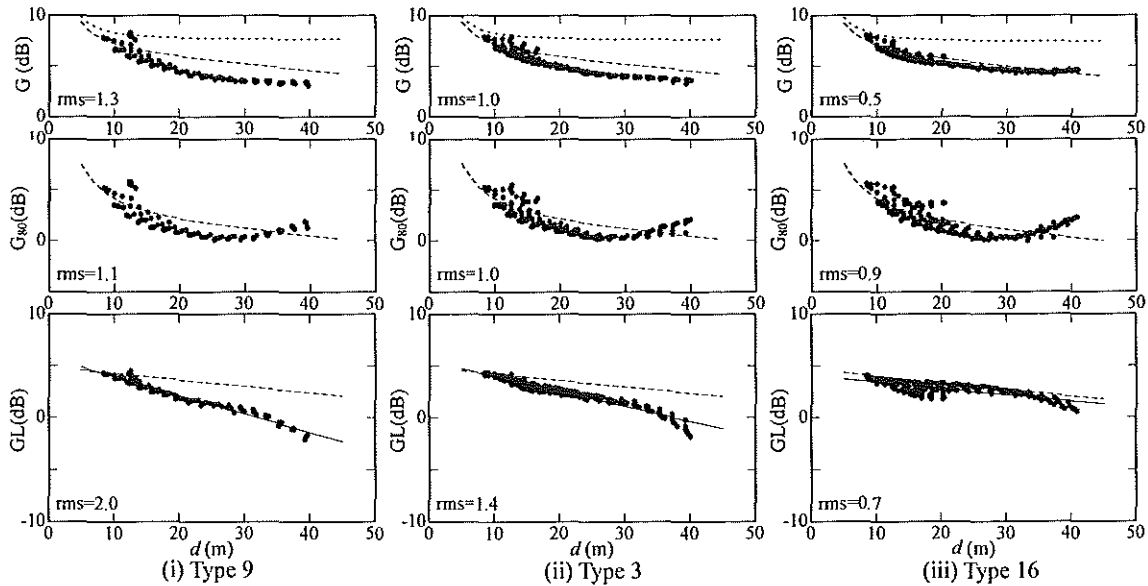 10
G (dB)
0
rms=1.3
0 10 20 30 40 50
10
G (dB)
0
rms=1.0
0 10 20 30 40 50
10
G (dB)
0
rms=0.5
0 10 20 30 40 50
10
G80(dB)
0
rms=1.1
0 10 20 30 40 50
10
G80(dB)
0
rms=1.0
0 10 20 30 40 50
10
G80(dB)
0
rms=0.9
0 10 20 30 40 50
10
GL(dB)
0
-10
rms=2.0
0 10 20 30 40 50
d (m)
(i) Type 9
10
GL(dB)
0
-10
rms=1.4
0 10 20 30 40 50
d (m)
(ii) Type 3
10
GL(dB)
0
-10
rms=0.7
0 10 20 30 40 50
d (m)
(iii) Type 16